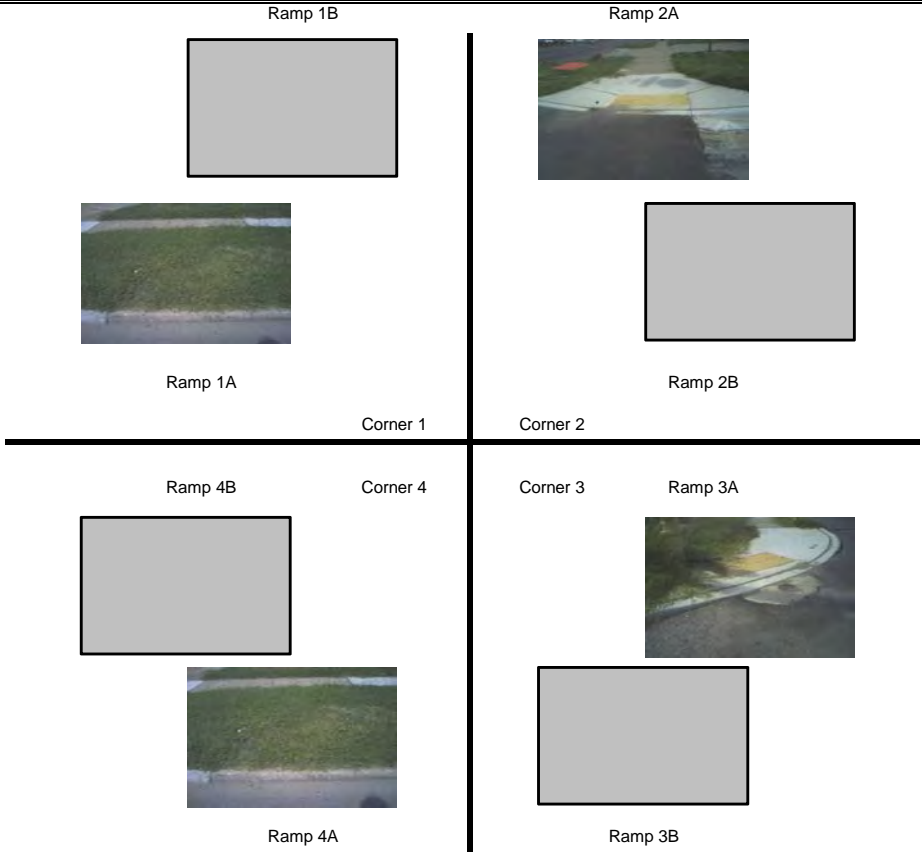 Ramp 1B
Ramp 2A
Ramp 1A
Ramp 2B
Corner 1
Corner 2
Ramp 4B
Corner 4
Corner 3
Ramp 3A
Ramp 4A
Ramp 3B